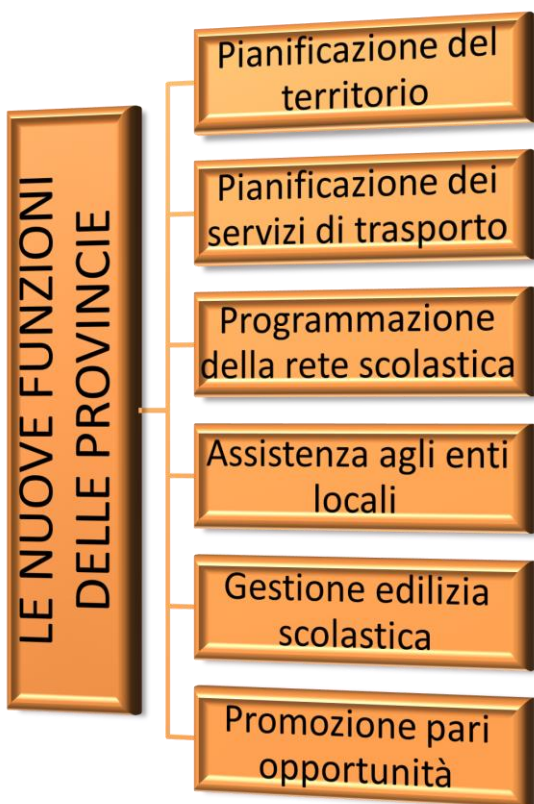 LE NUOVE FUNZIONI
DELLE PROVINCIE
Pianificazione del
territorio
Pianificazione dei
servizi di trasporto
Programmazione
della rete scolastica
Assistenza agli enti
locali
Gestione edilizia
scolastica
Promozione pari
opportunità